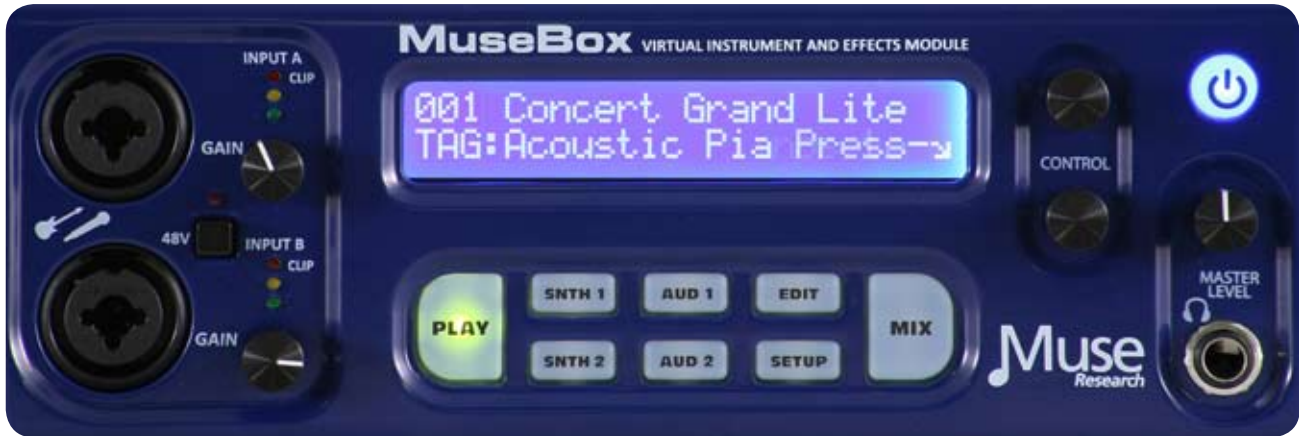 INPUT A
CLIP
GAIN
48V
INPUT B
CLIP
GAIN
MuseBox VIRTUAL INSTRUMENT AND EFFECTS MODULE
001 Concert Grand Lite
TAG:Acoustic Pia Press-↘
PLAY
SNTH 1
AUD 1
EDIT
SNTH 2
AUD 2
SETUP
MIX
CONTROL
MASTER
LEVEL
Muse
Research